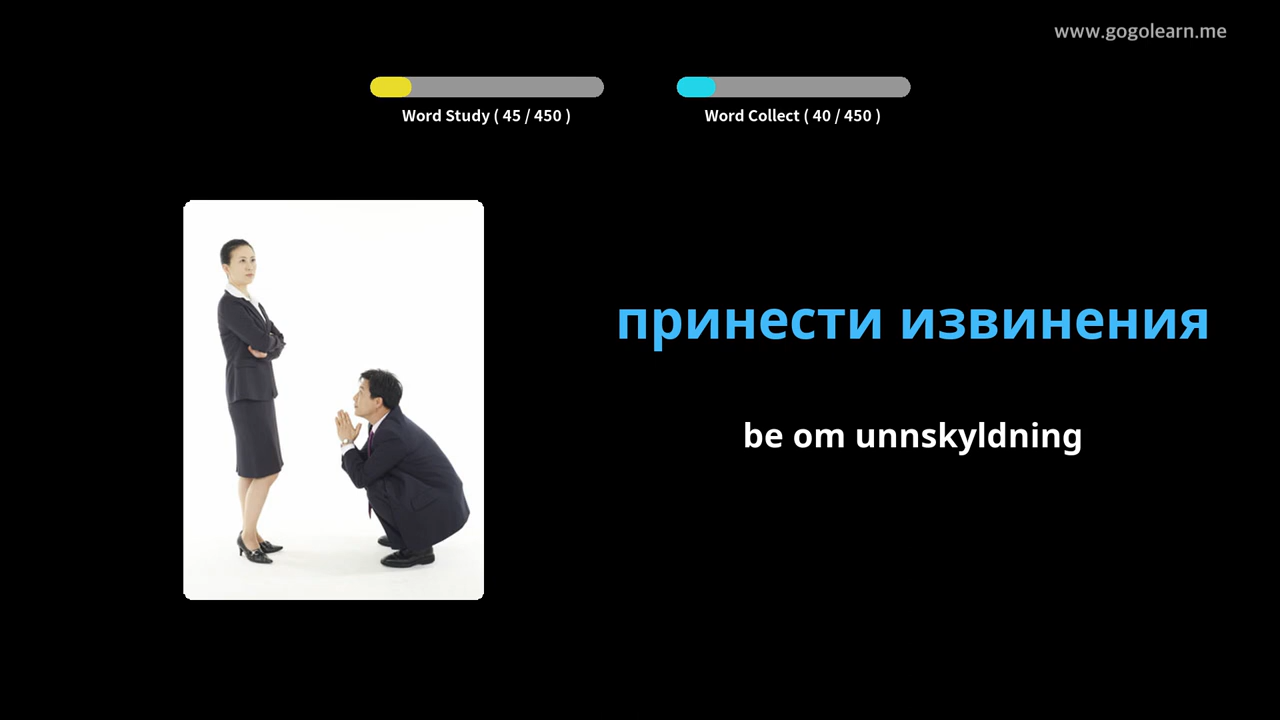 www.gogolearn.me
Word Study ( 45 / 450 )
Word Collect ( 40 / 450 )
принести извинения
be om unnskyldning